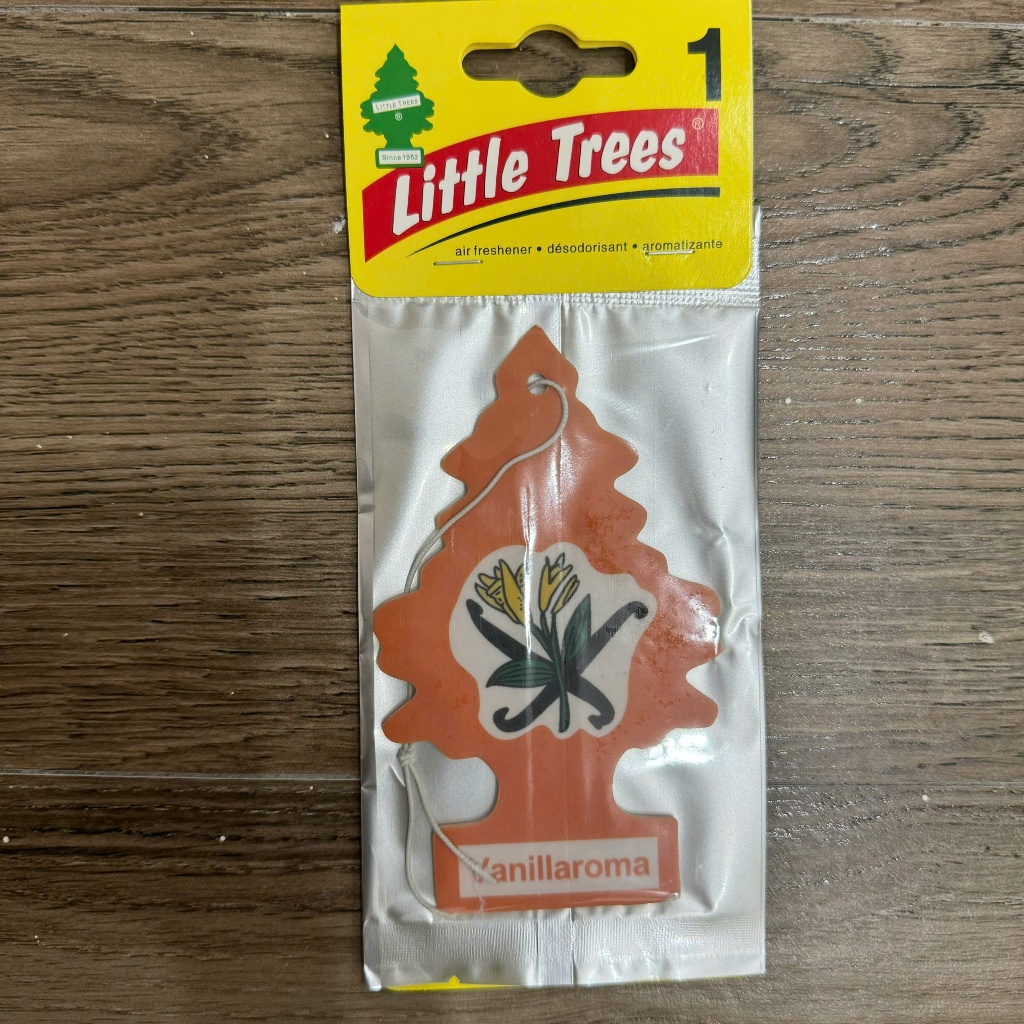 1
LITTLE TREES
®
Since 1952
Little Trees®
air freshener • désodorisant • aromatizante
Vanillaroma